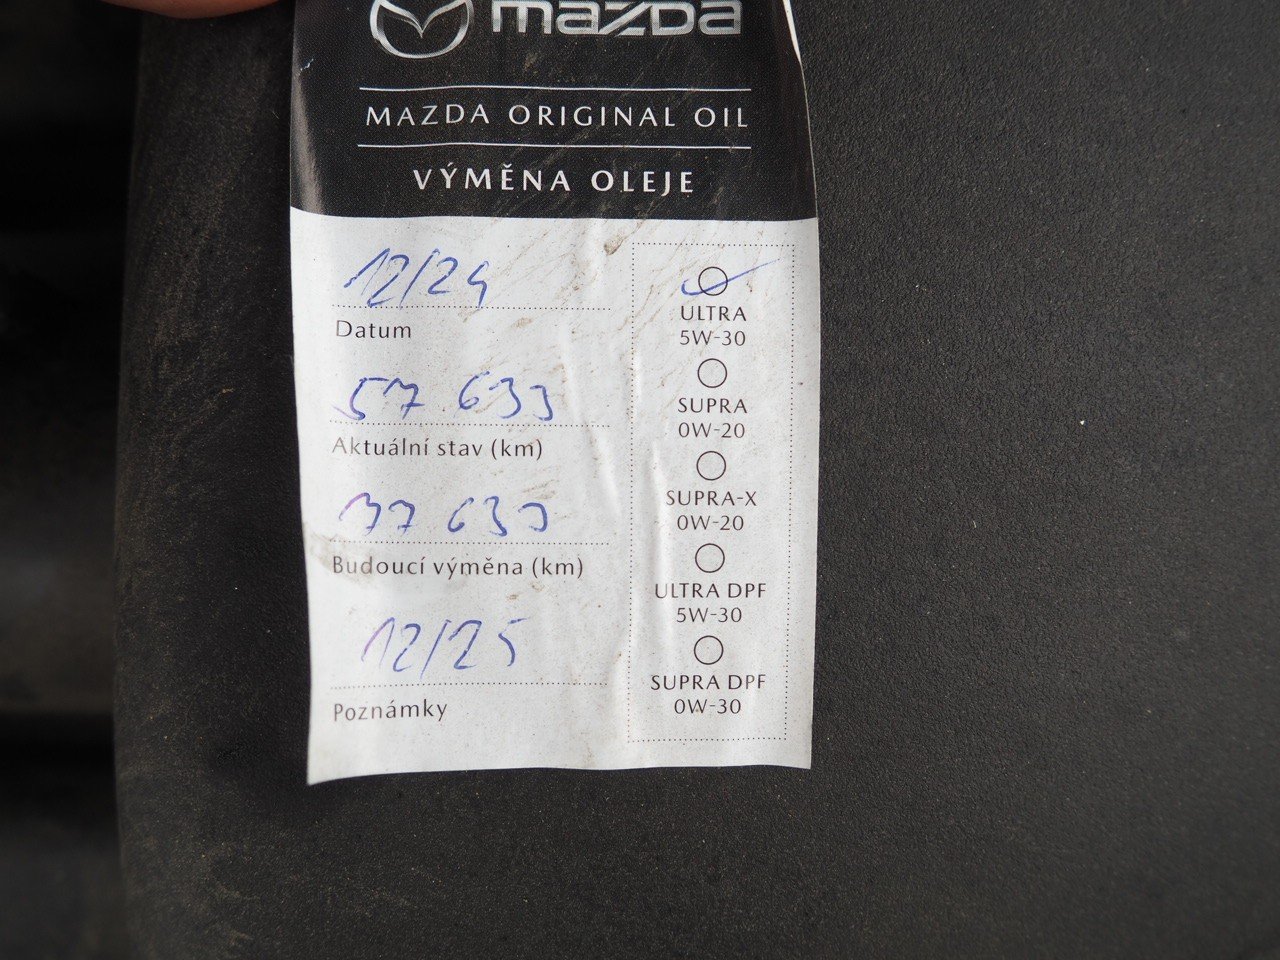 mazda
MAZDA ORIGINAL OIL
VÝMĚNA OLEJE
12/24
Datum
57 633
Aktuální stav (km)
77 633
Budoucí výměna (km)
12/25
Poznámky
ULTRA
5W-30
SUPRA
0W-20
SUPRA-X
0W-20
ULTRA DPF
5W-30
SUPRA DPF
0W-30